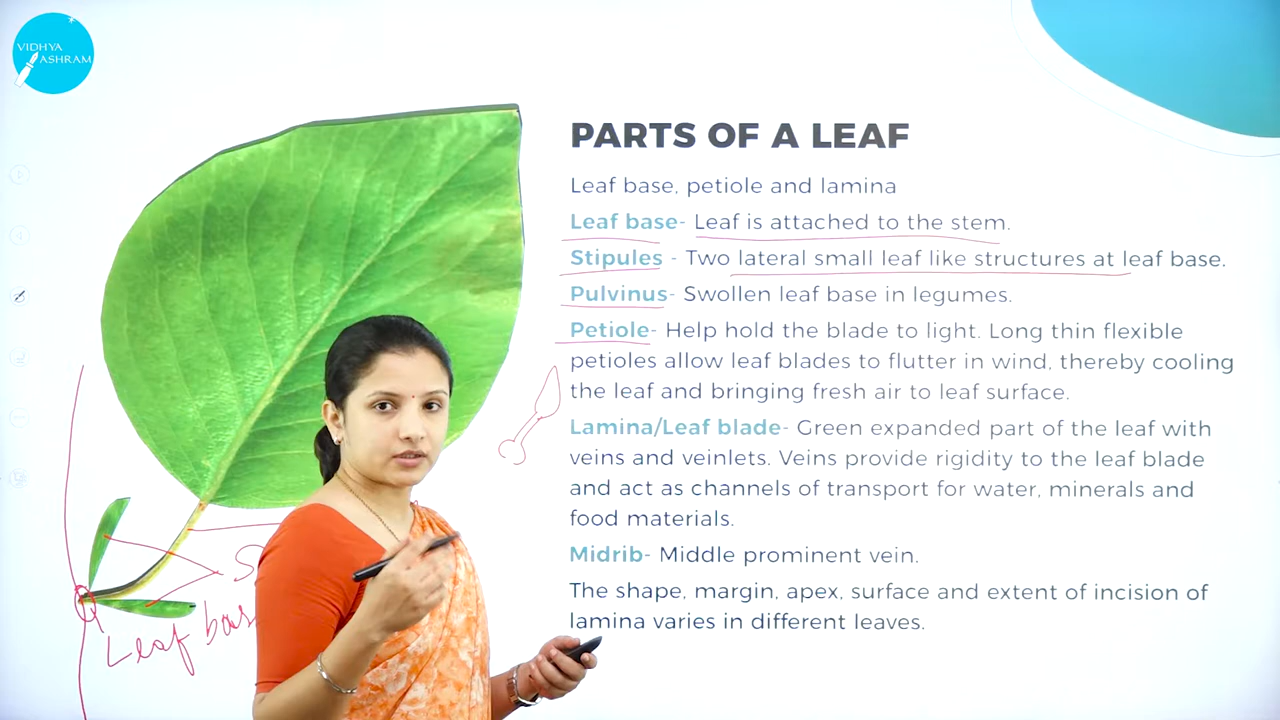 VIDHYA
ASHRAM
PARTS OF A LEAF
Leaf base, petiole and lamina
Leaf base- Leaf is attached to the stem.
Stipules - Two lateral small leaf like structures at leaf base.
Pulvinus- Swollen leaf base in legumes.
Petiole- Help hold the blade to light. Long thin flexible
petioles allow leaf blades to flutter in wind, thereby cooling
the leaf and bringing fresh air to leaf surface.
Lamina/Leaf blade- Green expanded part of the leaf with
veins and veinlets. Veins provide rigidity to the leaf blade
and act as channels of transport for water, minerals and
food materials.
Midrib- Middle prominent vein.
The shape, margin, apex, surface and extent of incision of
lamina varies in different leaves.
S
Leaf bas